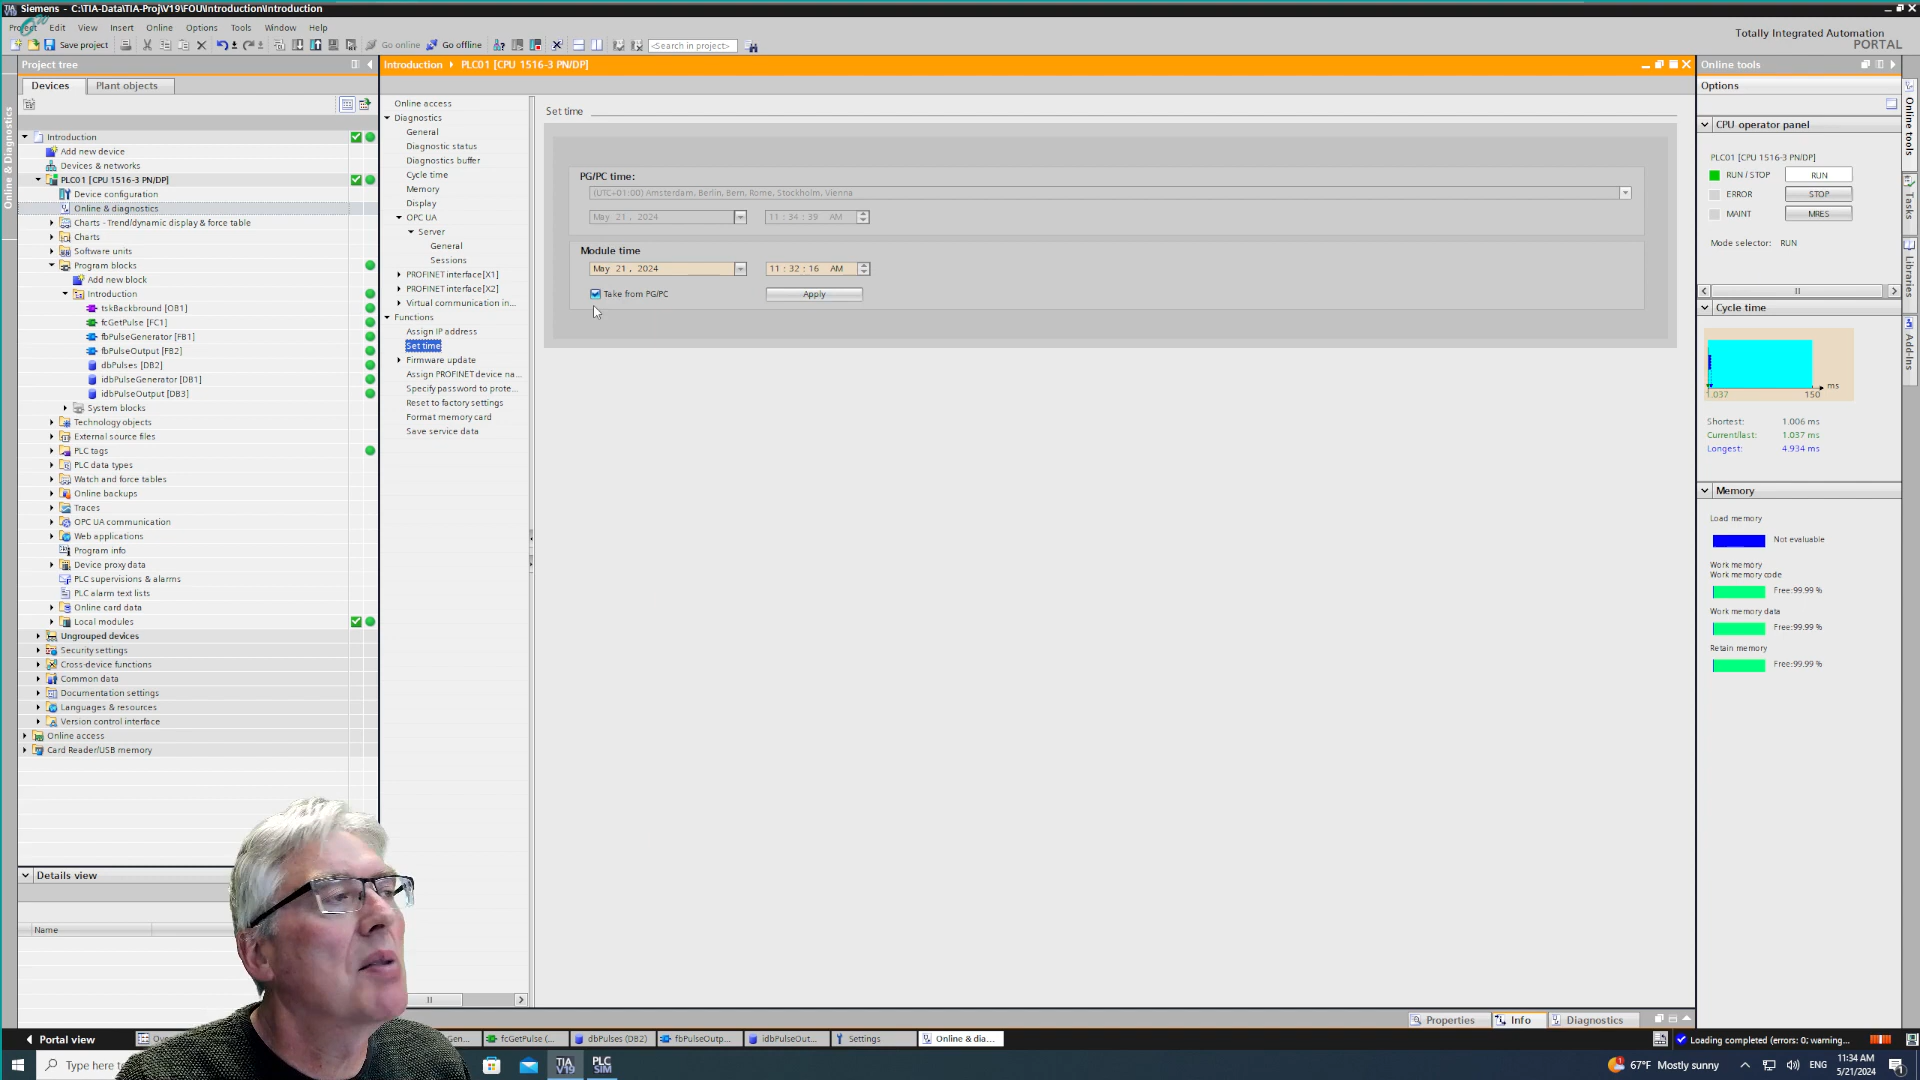 Siemens - C:\TIA-Data\TIA-Proj\V19\FOU\Introduction\Introduction
Project Edit View Insert Online Options Tools Window Help
Save project Go online Go offline <Search in project>
Totally Integrated Automation
PORTAL
Project tree
Introduction PLC01 [CPU 1516-3 PN/DP]
Online tools
Devices Plant objects
Options
Online & Diagnostics
Introduction
Add new device
Devices & networks
PLC01 [CPU 1516-3 PN/DP]
Device configuration
Online & diagnostics
Charts - Trend/dynamic display & force table
Charts
Software units
Program blocks
Add new block
Introduction
tskBackbround [OB1]
fcGetPulse [FC1]
fbPulseGenerator [FB1]
fbPulseOutput [FB2]
dbPulses [DB2]
idbPulseGenerator [DB1]
idbPulseOutput [DB3]
System blocks
Technology objects
External source files
PLC tags
PLC data types
Watch and force tables
Online backups
Traces
OPC UA communication
Web applications
Program info
Device proxy data
PLC supervisions & alarms
PLC alarm text lists
Online card data
Local modules
Ungrouped devices
Security settings
Cross-device functions
Common data
Documentation settings
Languages & resources
Version control interface
Online access
Card Reader/USB memory
Details view
Name
Online access
Diagnostics
General
Diagnostic status
Diagnostics buffer
Cycle time
Memory
Display
OPC UA
Server
General
Sessions
PROFINET interface[X1]
PROFINET interface [X2]
Virtual communication in...
Functions
Assign IP address
Set time
Firmware update
Assign PROFINET device na...
Specify password to prote...
Reset to factory settings
Format memory card
Save service data
Set time
PG/PC time:
(UTC+01:00) Amsterdam, Berlin, Bern, Rome, Stockholm, Vienna
May 21, 2024 11 : 34 : 39 AM
Module time
May 21, 2024 11 : 32 : 16 AM
Take from PG/PC Apply
CPU operator panel
PLC01 [CPU 1516-3 PN/DP]
RUN / STOP RUN
ERROR STOP
MAINT MRES
Mode selector: RUN
Cycle time
ms
1.037 150
Shortest: 1.006 ms
Current/last: 1.037 ms
Longest: 4.934 ms
Memory
Load memory
Not evaluable
Work memory
Work memory code
Free:99.99 %
Work memory data
Free:99.99 %
Retain memory
Free:99.99 %
Online tools
Tasks
Libraries
Add-Ins
Properties Info Diagnostics
Portal view fcGetPulse (... dbPulses (DB2) fbPulseOutp... idbPulseOut... Settings Online & dia...
Loading completed (errors: 0; warning...
Type here
TIA V19
PLC SIM
67°F Mostly sunny ENG 11:34 AM
5/21/2024